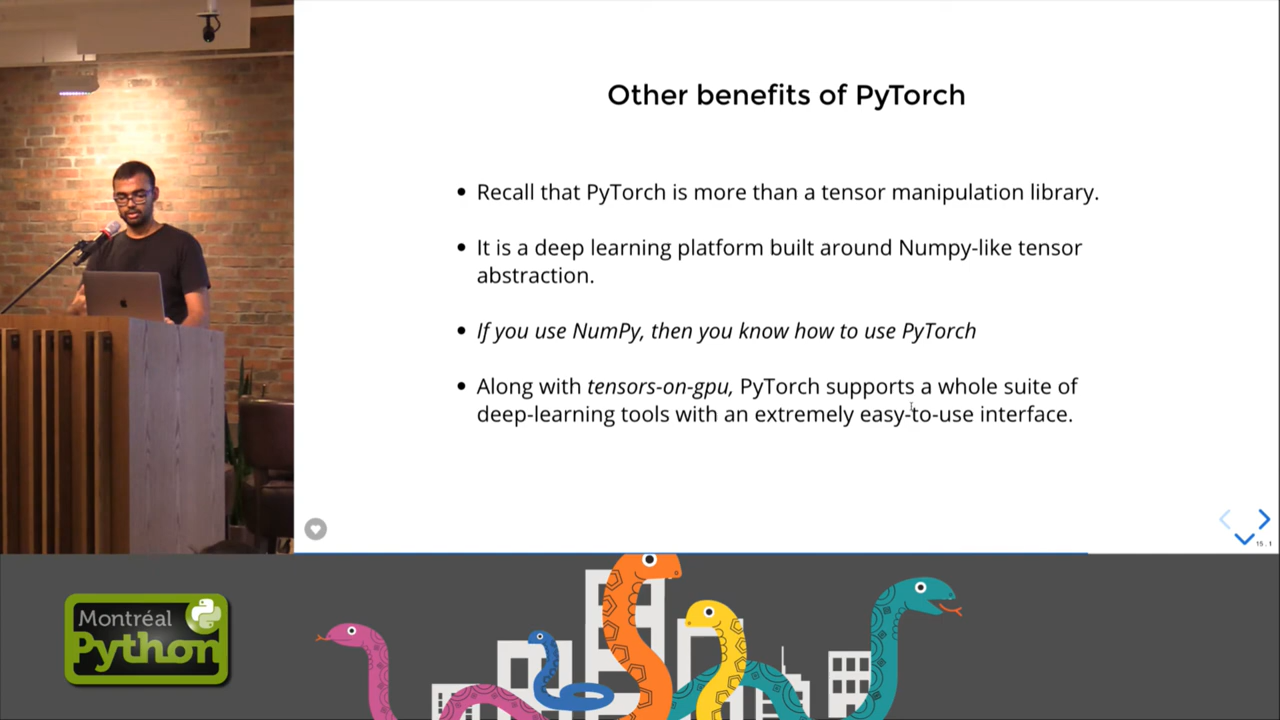 Other benefits of PyTorch
Recall that PyTorch is more than a tensor manipulation library.
It is a deep learning platform built around Numpy-like tensor
abstraction.
If you use NumPy, then you know how to use PyTorch
Along with tensors-on-gpu, PyTorch supports a whole suite of
deep-learning tools with an extremely easy-to-use interface.
15.1
Montréal
Python